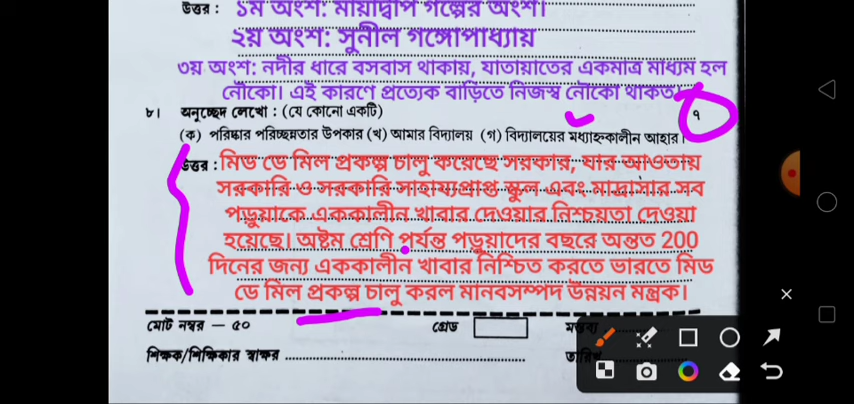 উত্তর : ১ম অংশ: মায়াদ্বীপ গল্পের অংশ।
২য় অংশ: সুনীল গঙ্গোপাধ্যায়
৩য় অংশ: নদীর ধারে বসবাস থাকায়, যাতায়াতের একমাত্র মাধ্যম হল
নৌকো। এই কারণে প্রত্যেক বাড়িতে নিজস্ব নৌকো থাকত।
৮। অনুচ্ছেদ লেখো : (যে কোনো একটি) ৭
(ক) পরিষ্কার পরিচ্ছন্নতার উপকার (খ) আমার বিদ্যালয় (গ) বিদ্যালয়ের মধ্যাহ্নকালীন আহার।
উত্তর : মিড ডে মিল প্রকল্প চালু করেছে সরকার, যার আওতায়
সরকারি ও সরকারি সাহায্যপ্রাপ্ত স্কুল এবং মাদ্রাসার সব
পড়ুয়াকে এককালীন খাবার দেওয়ার নিশ্চয়তা দেওয়া
হয়েছে। অষ্টম শ্রেণি পর্যন্ত পড়ুয়াদের বছরে অন্তত 200
দিনের জন্য এককালীন খাবার নিশ্চিত করতে ভারতে মিড
ডে মিল প্রকল্প চালু করল মানবসম্পদ উন্নয়ন মন্ত্রক।
মোট নম্বর — ৫০ গ্রেড মন্তব্য
শিক্ষক/শিক্ষিকার স্বাক্ষর তারিখ